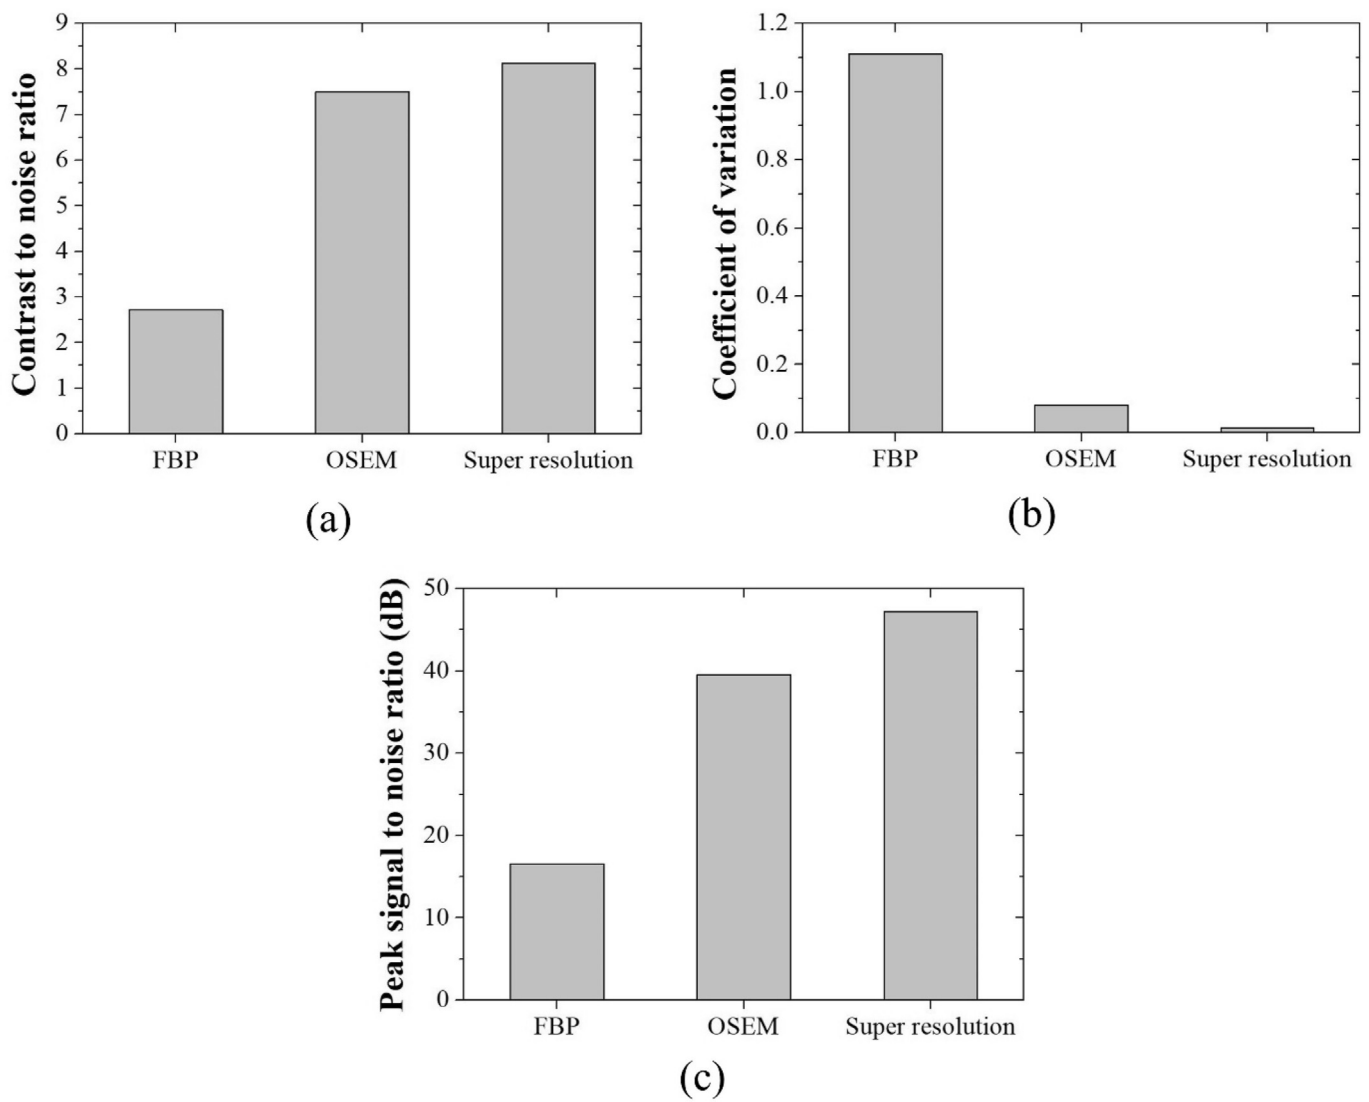 Contrast to noise ratio
9
8
7
6
5
4
3
2
1
0
FBP OSEM Super resolution
(a)
Coefficient of variation
1.2
1.0
0.8
0.6
0.4
0.2
0.0
FBP OSEM Super resolution
(b)
Peak signal to noise ratio (dB)
50
40
30
20
10
0
FBP OSEM Super resolution
(c)